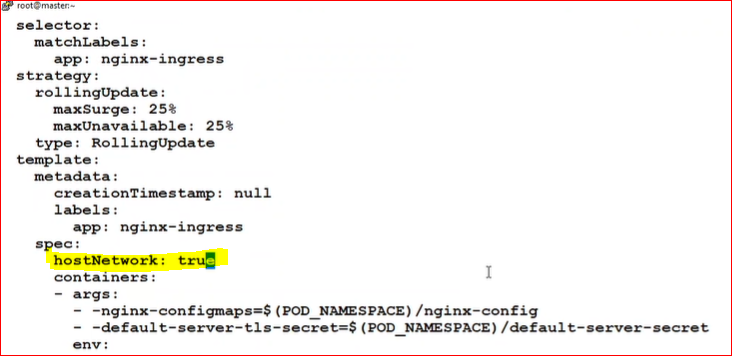 root@master:~
selector:
matchLabels:
app: nginx-ingress
strategy:
rollingUpdate:
maxSurge: 25%
maxUnavailable: 25%
type: RollingUpdate
template:
metadata:
creationTimestamp: null
labels:
app: nginx-ingress
spec:
hostNetwork: true
containers:
- args:
- -nginx-configmaps=$(POD_NAMESPACE)/nginx-config
- -default-server-tls-secret=$(POD_NAMESPACE)/default-server-secret
env: